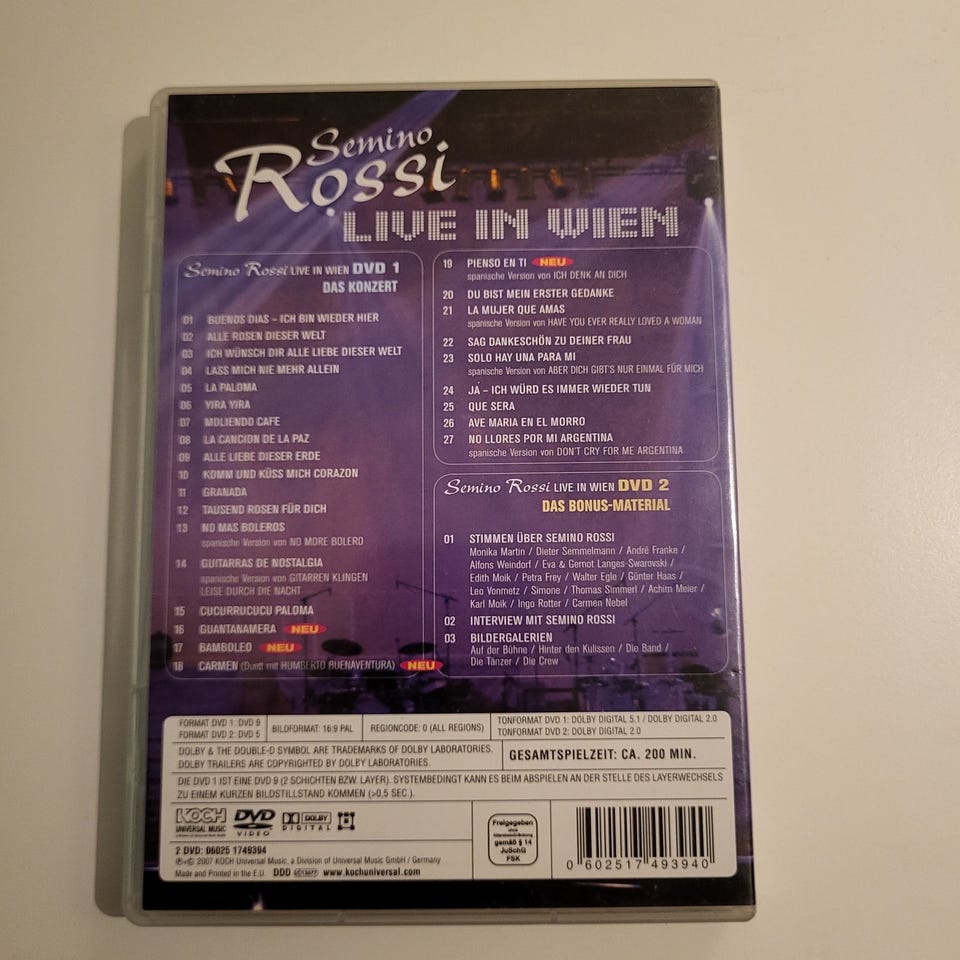 Semino
Rossi
LIVE IN WIEN
Semino Rossi LIVE IN WIEN DVD 1
DAS KONZERT
01 BUENOS DIAS – ICH BIN WIEDER HIER
02 ALLE ROSEN DIESER WELT
03 ICH WÜNSCH DIR ALLE LIEBE DIESER WELT
04 LASS MICH NIE MEHR ALLEIN
05 LA PALOMA
06 YIRA YIRA
07 MOLIENDO CAFE
08 LA CANCION DE LA PAZ
09 ALLE LIEBE DIESER ERDE
10 KOMM UND KÜSS MICH CORAZON
11 GRANADA
12 TAUSEND ROSEN FÜR DICH
13 NO MAS BOLEROS
spanische Version von NO MORE BOLERO
14 GUITARRAS DE NOSTALGIA
spanische Version von GITARREN KLINGEN
LEISE DURCH DIE NACHT
15 CUCURRUCUCU PALOMA
16 GUANTANAMERA NEU
17 BAMBOLEO NEU
18 CARMEN (Duett mit HUMBERTO BUENAVENTURA) NEU
19 PIENSO EN TI NEU
spanische Version von ICH DENK AN DICH
20 DU BIST MEIN ERSTER GEDANKE
21 LA MUJER QUE AMAS
spanische Version von HAVE YOU EVER REALLY LOVED A WOMAN
22 SAG DANKESCHÖN ZU DEINER FRAU
23 SOLO HAY UNA PARA MI
spanische Version von ABER DICH GIBT'S NUR EINMAL FÜR MICH
24 JA – ICH WÜRD ES IMMER WIEDER TUN
25 QUE SERA
26 AVE MARIA EN EL MORRO
27 NO LLORES POR MI ARGENTINA
spanische Version von DON'T CRY FOR ME ARGENTINA
Semino Rossi LIVE IN WIEN DVD 2
DAS BONUS-MATERIAL
01 STIMMEN ÜBER SEMINO ROSSI
Monika Martin / Dieter Semmelmann / André Franke /
Alfons Weindorf / Eva & Gernot Langes-Swarovski /
Edith Moik / Petra Frey / Walter Egle / Günter Haas /
Leo Vonmetz / Simone / Thomas Simmerl / Achim Meier /
Karl Moik / Ingo Rotter / Carmen Nebel
02 INTERVIEW MIT SEMINO ROSSI
03 BILDERGALERIEN
Auf der Bühne / Hinter den Kulissen / Die Band /
Die Tänzer / Die Crew
FORMAT DVD 1: DVD 9
FORMAT DVD 2: DVD 5
BILDFORMAT: 16:9 PAL
REGIONCODE: 0 (ALL REGIONS)
TONFORMAT DVD 1: DOLBY DIGITAL 5.1 / DOLBY DIGITAL 2.0
TONFORMAT DVD 2: DOLBY DIGITAL 2.0
DOLBY & THE DOUBLE-D SYMBOL ARE TRADEMARKS OF DOLBY LABORATORIES.
DOLBY TRAILERS ARE COPYRIGHTED BY DOLBY LABORATORIES.
GESAMTSPIELZEIT: CA. 200 MIN.
DIE DVD 1 IST EINE DVD 9 (2 SCHICHTEN BZW. LAYER). SYSTEMBEDINGT KANN ES BEIM ABSPIELEN AN DER STELLE DES LAYERWECHSELS
ZU EINEM KURZEN BILDSTILLSTAND KOMMEN (>0,5 SEC.).
KOCH
UNIVERSAL MUSIC
DVD
VIDEO
DOLBY
DIGITAL
2 DVD: 06025 1749394
℗+© 2007 KOCH Universal Music, a Division of Universal Music GmbH / Germany
Made and Printed in the E.U. DDD www.kochuniversal.com
Freigegeben
ohne
Altersbeschränkung
gemäß § 14
JuSchG
FSK
0 602517 493940